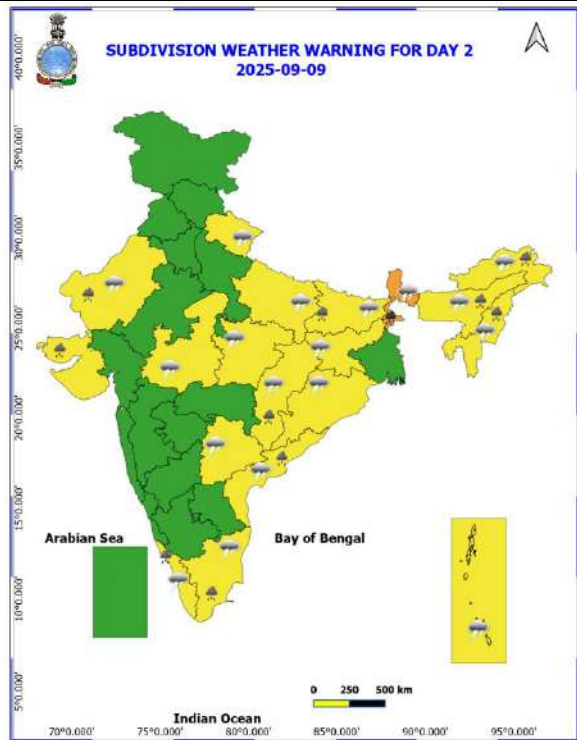 SUBDIVISION WEATHER WARNING FOR DAY 2
2025-09-09
40°0.000'
35°0.000'
30°0.000'
25°0.000'
20°0.000'
15°0.000'
10°0.000'
5°0.000'
Arabian Sea
Bay of Bengal
0 250 500 km
Indian Ocean
70°0.000' 75°0.000' 80°0.000' 85°0.000' 90°0.000' 95°0.000'